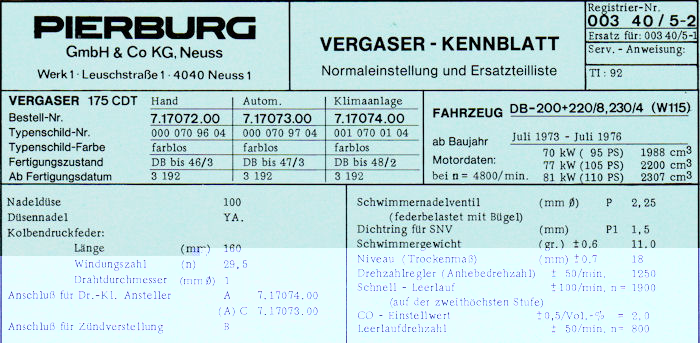 PIERBURG
GmbH & Co KG, Neuss
Werk 1 · Leuschstraße 1 · 4040 Neuss 1
VERGASER - KENNBLATT
Normaleinstellung und Ersatzteilliste
Registrier-Nr.
003 40/5-2
Ersatz für: 003 40/5-1
Serv. - Anweisung:
TI : 92
VERGASER 175 CDT Hand Autom. Klimaanlage
Bestell-Nr. 7.17072.00 7.17073.00 7.17074.00
Typenschild-Nr. 000 070 96 04 000 070 97 04 001 070 01 04
Typenschild-Farbe farblos farblos farblos
Fertigungszustand DB bis 46/3 DB bis 47/3 DB bis 48/2
Ab Fertigungsdatum 3 192 3 192 3 192
FAHRZEUG DB-200+220/8,230/4 (W115)
ab Baujahr Juli 1973 - Juli 1976
Motordaten: 70 kW ( 95 PS) 1988 cm³
77 kW (105 PS) 2200 cm³
bei n = 4800/min. 81 kW (110 PS) 2307 cm³
Nadeldüse 100
Düsennadel YA.
Kolbendruckfeder:
Länge (mm) 160
Windungszahl (n) 29,5
Drahtdurchmesser (mm Ø) 1
Anschluß für Dr.-Kl. Ansteller A 7.17074.00
(A) C 7.17073.00
Anschluß für Zündverstellung B
Schwimmernadelventil (mm Ø) P 2,25
(federbelastet mit Bügel)
Dichtring für SNV (mm) P1 1,5
Schwimmergewicht (gr.) ±0.6 11.0
Niveau (Trockenmaß) (mm) ±0.7 18
Drehzahlregler (Anhebedrehzahl) ± 50/min. 1250
Schnell - Leerlauf ±100/min, n= 1900
(auf der zweithöchsten Stufe)
CO - Einstellwert ±0,5/Vol,-% = 2,0
Leerlaufdrehzahl ± 50/min, n= 800